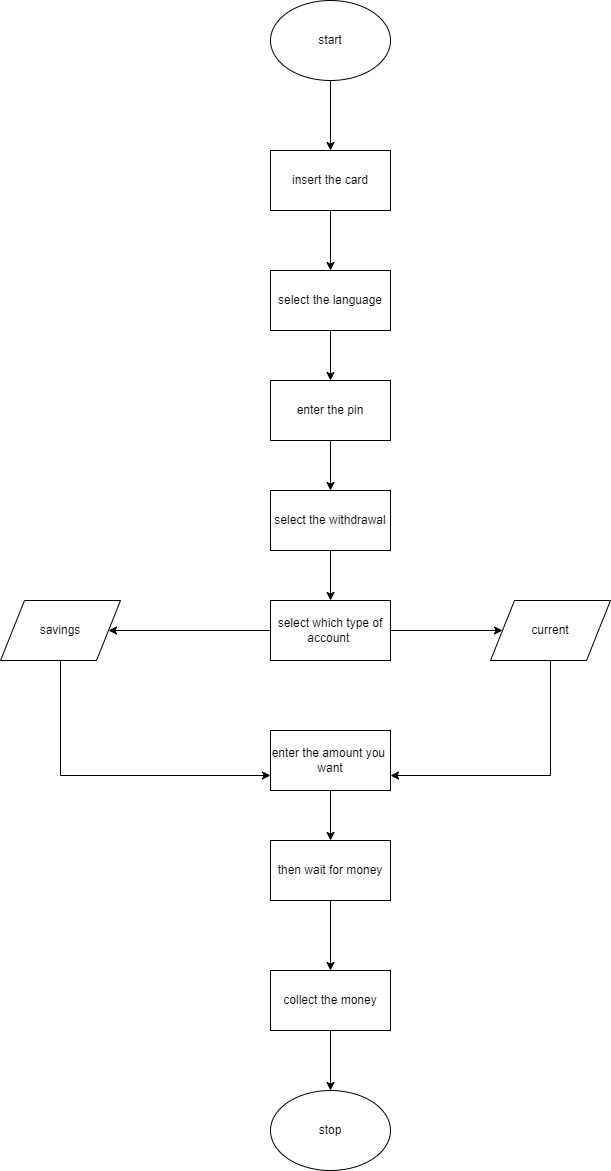 start
insert the card
select the language
enter the pin
select the withdrawal
savings
select which type of
account
current
enter the amount you
want
then wait for money
collect the money
stop